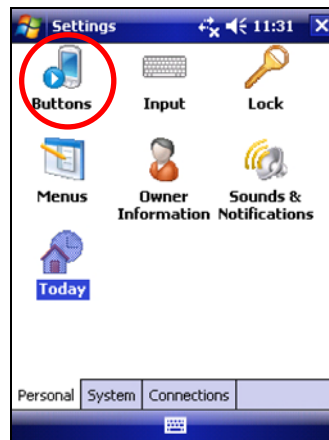 Settings 11:31
Buttons Input Lock
Menus Owner Information Sounds & Notifications
Today
Personal System Connections